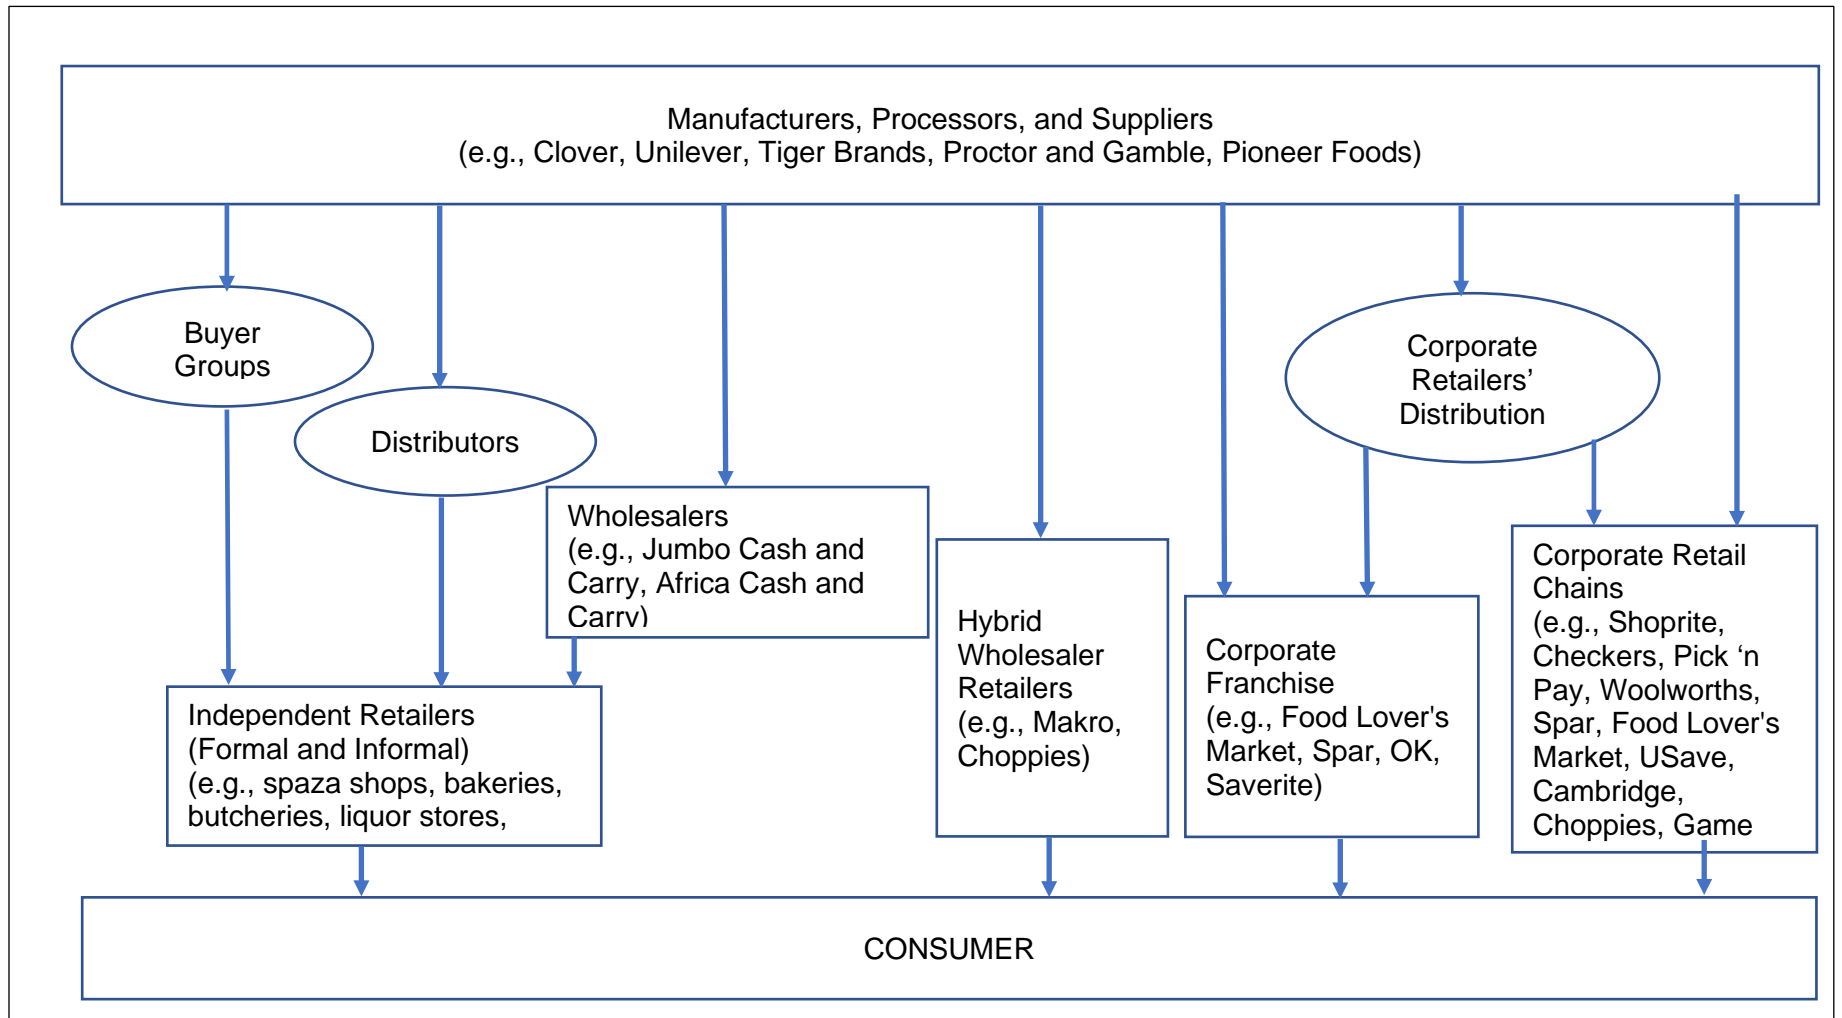 Manufacturers, Processors, and Suppliers
(e.g., Clover, Unilever, Tiger Brands, Proctor and Gamble, Pioneer Foods)
Buyer
Groups
Distributors
Corporate
Retailers’
Distribution
Wholesalers
(e.g., Jumbo Cash and
Carry, Africa Cash and
Carry)
Hybrid
Wholesaler
Retailers
(e.g., Makro,
Choppies)
Corporate
Franchise
(e.g., Food Lover's
Market, Spar, OK,
Saverite)
Corporate Retail
Chains
(e.g., Shoprite,
Checkers, Pick ‘n
Pay, Woolworths,
Spar, Food Lover's
Market, USave,
Cambridge,
Choppies, Game
Independent Retailers
(Formal and Informal)
(e.g., spaza shops, bakeries,
butcheries, liquor stores,
CONSUMER